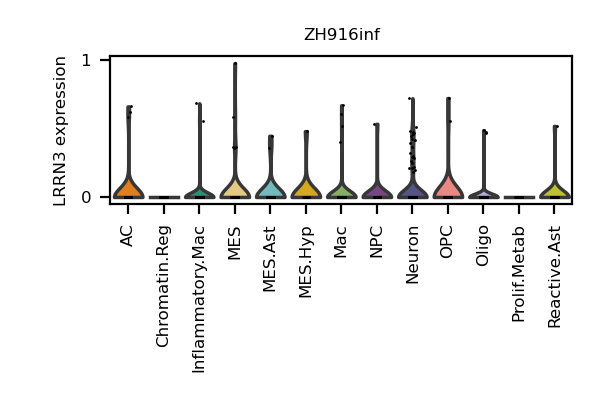 ZH916inf
LRRN3 expression
1
0
AC
Chromatin.Reg
Inflammatory.Mac
MES
MES.Ast
MES.Hyp
Mac
NPC
Neuron
OPC
Oligo
Prolif.Metab
Reactive.Ast